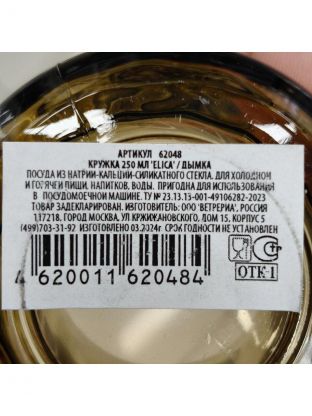 АРТИКУЛ 62048
КРУЖКА 250 МЛ 'ELICA' / ДЫМКА
ПОСУДА ИЗ НАТРИЙ-КАЛЬЦИЙ-СИЛИКАТНОГО СТЕКЛА, ДЛЯ ХОЛОДНОЙ
И ГОРЯЧЕЙ ПИЩИ, НАПИТКОВ, ВОДЫ. ПРИГОДНА ДЛЯ ИСПОЛЬЗОВАНИЯ
В ПОСУДОМОЕЧНОЙ МАШИНЕ. ТУ № 23.13.13-001-49106282-2023
ТОВАР ЗАДЕКЛАРИРОВАН. ИЗГОТОВИТЕЛЬ: ООО 'ВЕТРЕРИА', РОССИЯ
117218, ГОРОД МОСКВА, УЛ КРЖИЖАНОВСКОГО, ДОМ 15, КОРПУС 5
(499)703-31-92 ИЗГОТОВЛЕНО 03.2024г. СРОК ГОДНОСТИ НЕ УСТАНОВЛЕН
4 620011 620484
ОТК-1